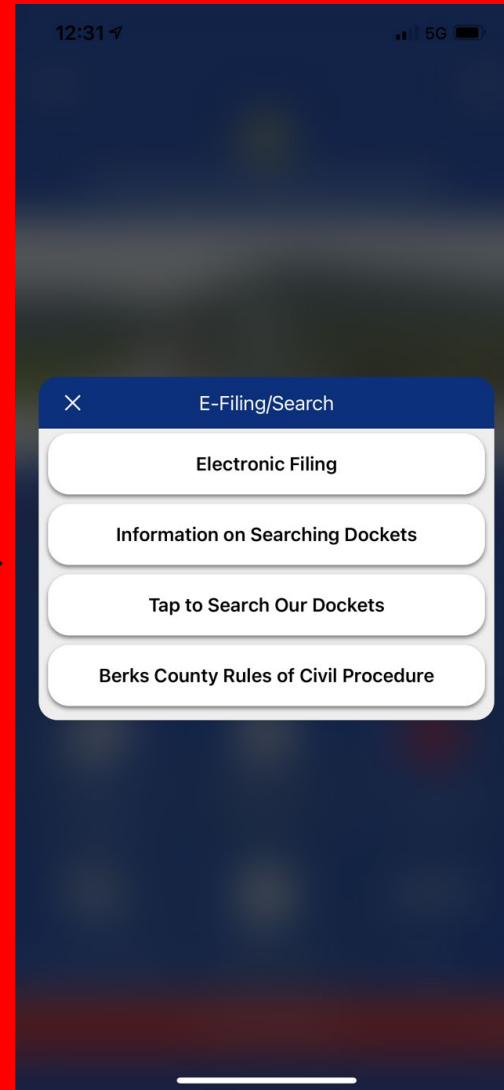 12:31
5G
E-Filing/Search
Electronic Filing
Information on Searching Dockets
Tap to Search Our Dockets
Berks County Rules of Civil Procedure